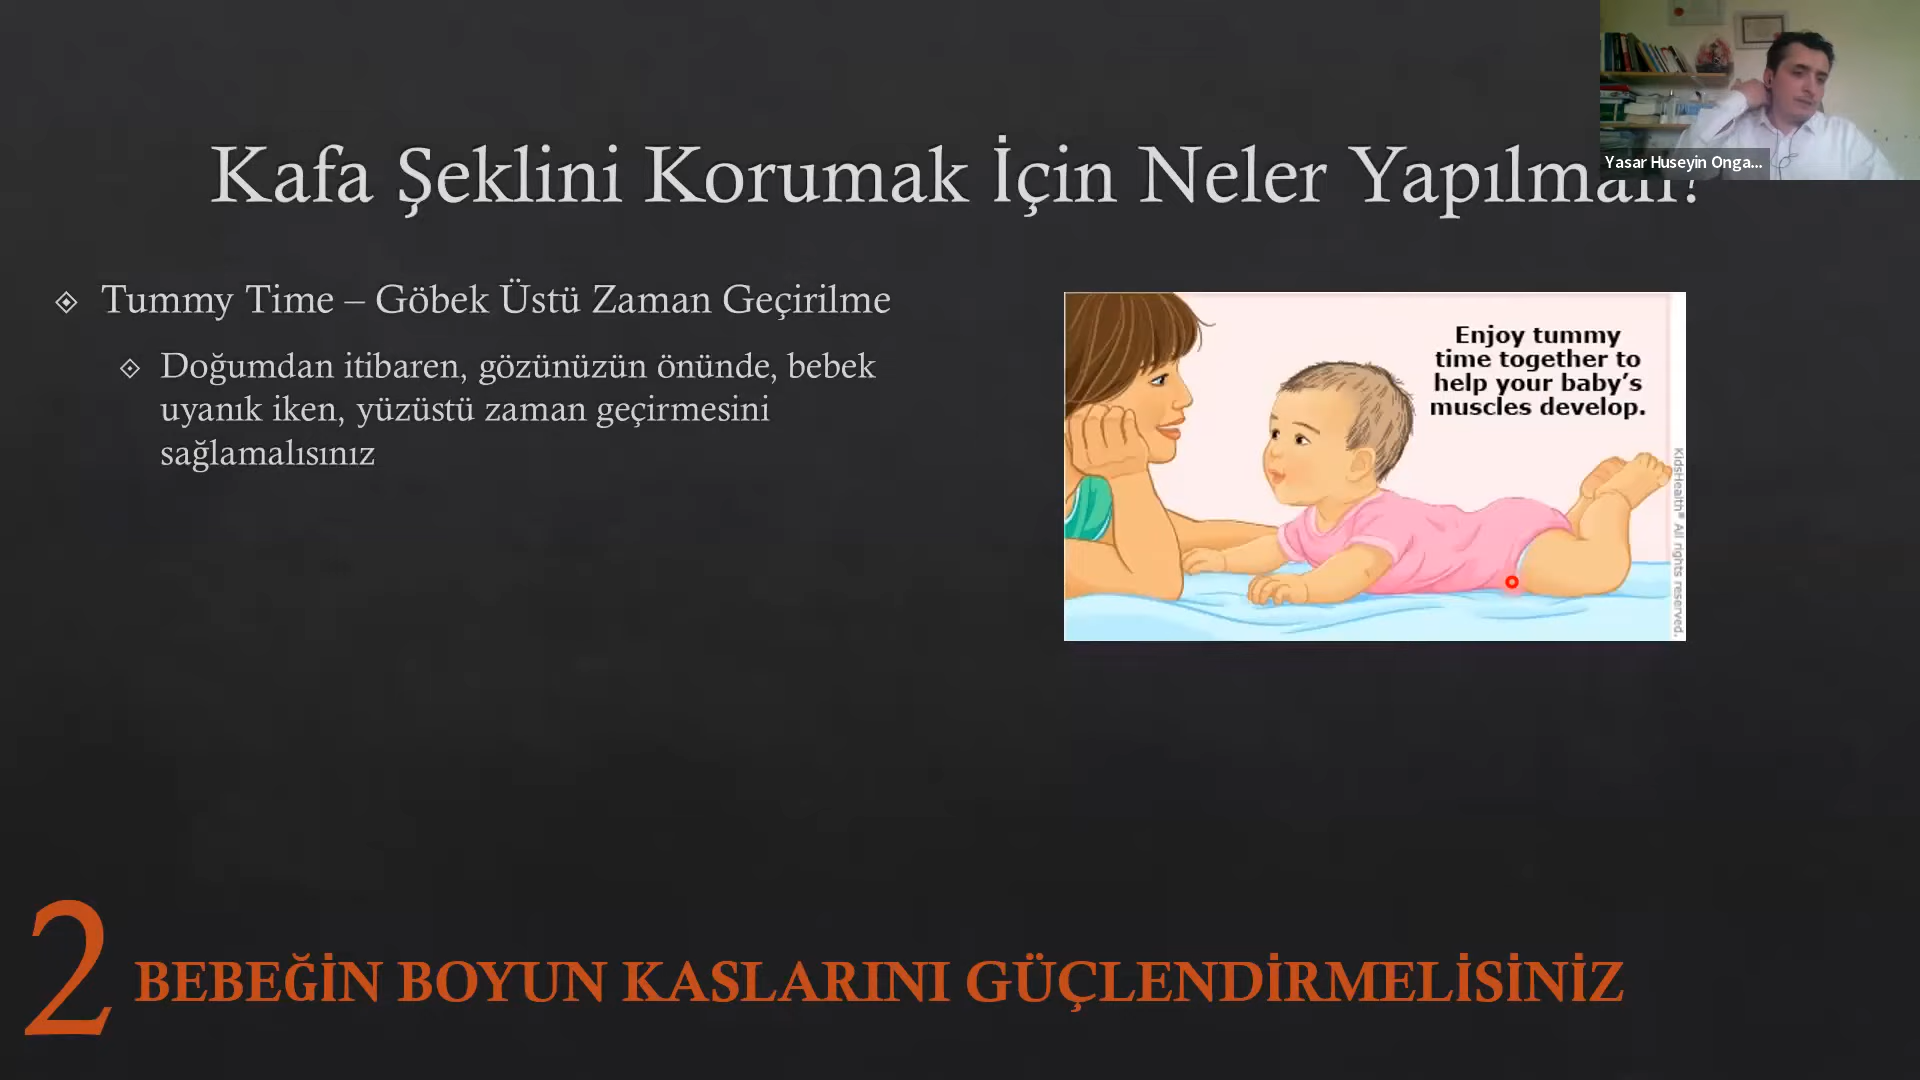 Kafa Şeklini Korumak İçin Neler Yapılmalı?
Yasar Huseyin Onga...
Tummy Time – Göbek Üstü Zaman Geçirilme
Doğumdan itibaren, gözünüzün önünde, bebek
uyanık iken, yüzüstü zaman geçirmesini
sağlamalısınız
Enjoy tummy
time together to
help your baby's
muscles develop.
KidsHealth® All rights reserved.
2 BEBEĞİN BOYUN KASLARINI GÜÇLENDİRMELİSİNİZ